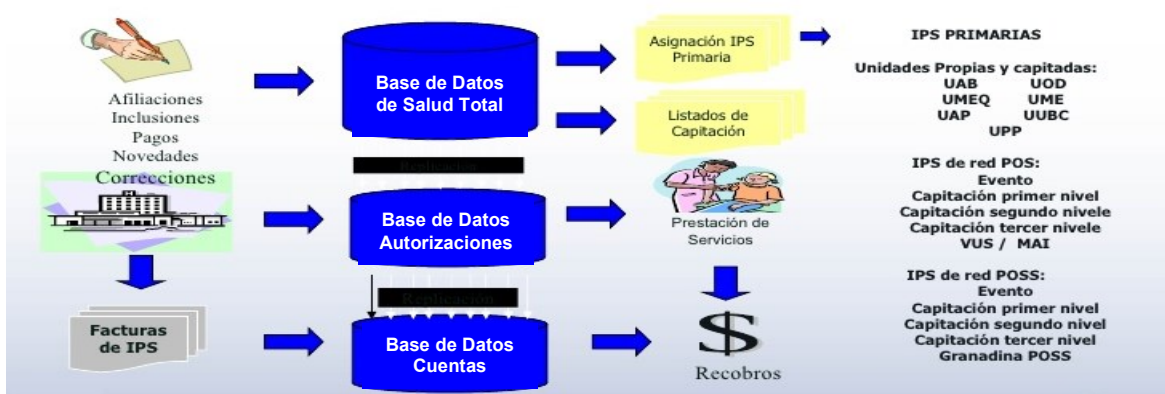 Afiliaciones
Inclusiones
Pagos
Novedades
Correcciones
Facturas
de IPS
Base de Datos
de Salud Total
Replicación
Base de Datos
Autorizaciones
Replicación
Base de Datos
Cuentas
Asignación IPS
Primaria
Listados de
Capitación
Prestación de
Servicios
$
Recobros
IPS PRIMARIAS
Unidades Propias y capitadas:
UAB UOD
UMEQ UME
UAP UUBC
UPP
IPS de red POS:
Evento
Capitación primer nivel
Capitación segundo nivele
Capitación tercer nivele
VUS / MAI
IPS de red POSS:
Evento
Capitación primer nivel
Capitación segundo nivel
Capitación tercer nivel
Granadina POSS